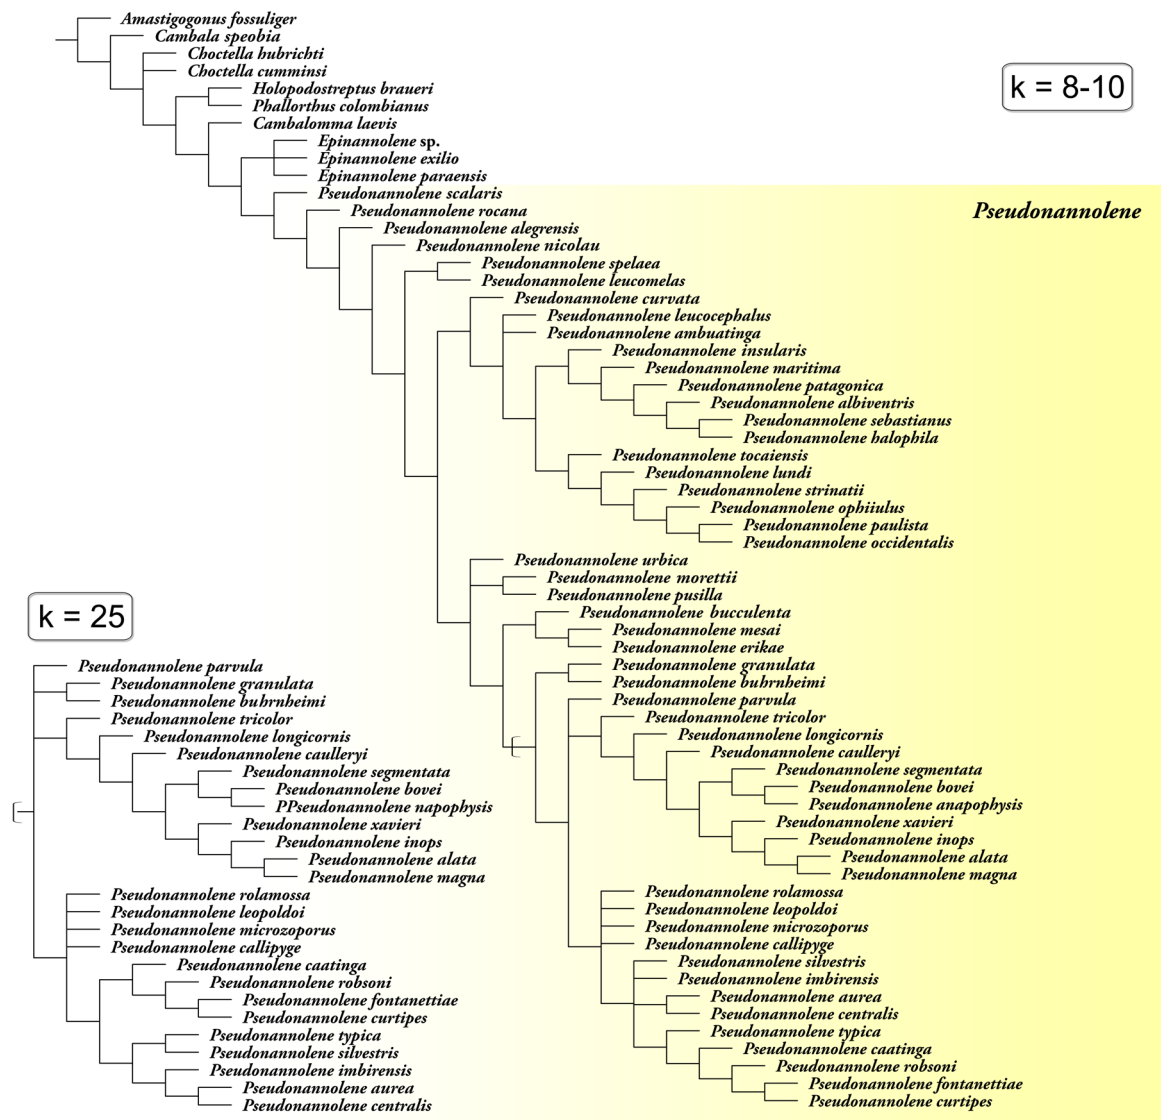 Amastigogonus fossuliger
Cambala speobia
Choctella hubrichti
Choctella cumminsi
Holopodostreptus braueri
Phallorthus colombianus
Cambalomma laevis
Epinannolene sp.
Epinannolene exilio
Epinannolene paraensis
Pseudonannolene scalaris
Pseudonannolene rocana
Pseudonannolene alegrensis
Pseudonannolene nicolau
Pseudonannolene spelaea
Pseudonannolene leucomelas
Pseudonannolene curvata
Pseudonannolene leucocephalus
Pseudonannolene ambuatinga
Pseudonannolene insularis
Pseudonannolene maritima
Pseudonannolene patagonica
Pseudonannolene albiventris
Pseudonannolene sebastianus
Pseudonannolene halophila
Pseudonannolene tocaiensis
Pseudonannolene lundi
Pseudonannolene strinatii
Pseudonannolene ophiiulus
Pseudonannolene paulista
Pseudonannolene occidentalis
Pseudonannolene urbica
Pseudonannolene morettii
Pseudonannolene pusilla
Pseudonannolene bucculenta
Pseudonannolene mesai
Pseudonannolene erikae
Pseudonannolene granulata
Pseudonannolene buhrnheimi
Pseudonannolene parvula
Pseudonannolene tricolor
Pseudonannolene longicornis
Pseudonannolene caulleryi
Pseudonannolene segmentata
Pseudonannolene bovei
Pseudonannolene anapophysis
Pseudonannolene xavieri
Pseudonannolene inops
Pseudonannolene alata
Pseudonannolene magna
Pseudonannolene rolamossa
Pseudonannolene leopoldoi
Pseudonannolene microzoporus
Pseudonannolene callipyge
Pseudonannolene silvestris
Pseudonannolene imbirensis
Pseudonannolene aurea
Pseudonannolene centralis
Pseudonannolene typica
Pseudonannolene caatinga
Pseudonannolene robsoni
Pseudonannolene fontanettiae
Pseudonannolene curtipes
k = 8-10
Pseudonannolene
k = 25
Pseudonannolene parvula
Pseudonannolene granulata
Pseudonannolene buhrnheimi
Pseudonannolene tricolor
Pseudonannolene longicornis
Pseudonannolene caulleryi
Pseudonannolene segmentata
Pseudonannolene bovei
PPseudonannolene napophysis
Pseudonannolene xavieri
Pseudonannolene inops
Pseudonannolene alata
Pseudonannolene magna
Pseudonannolene rolamossa
Pseudonannolene leopoldoi
Pseudonannolene microzoporus
Pseudonannolene callipyge
Pseudonannolene caatinga
Pseudonannolene robsoni
Pseudonannolene fontanettiae
Pseudonannolene curtipes
Pseudonannolene typica
Pseudonannolene silvestris
Pseudonannolene imbirensis
Pseudonannolene aurea
Pseudonannolene centralis